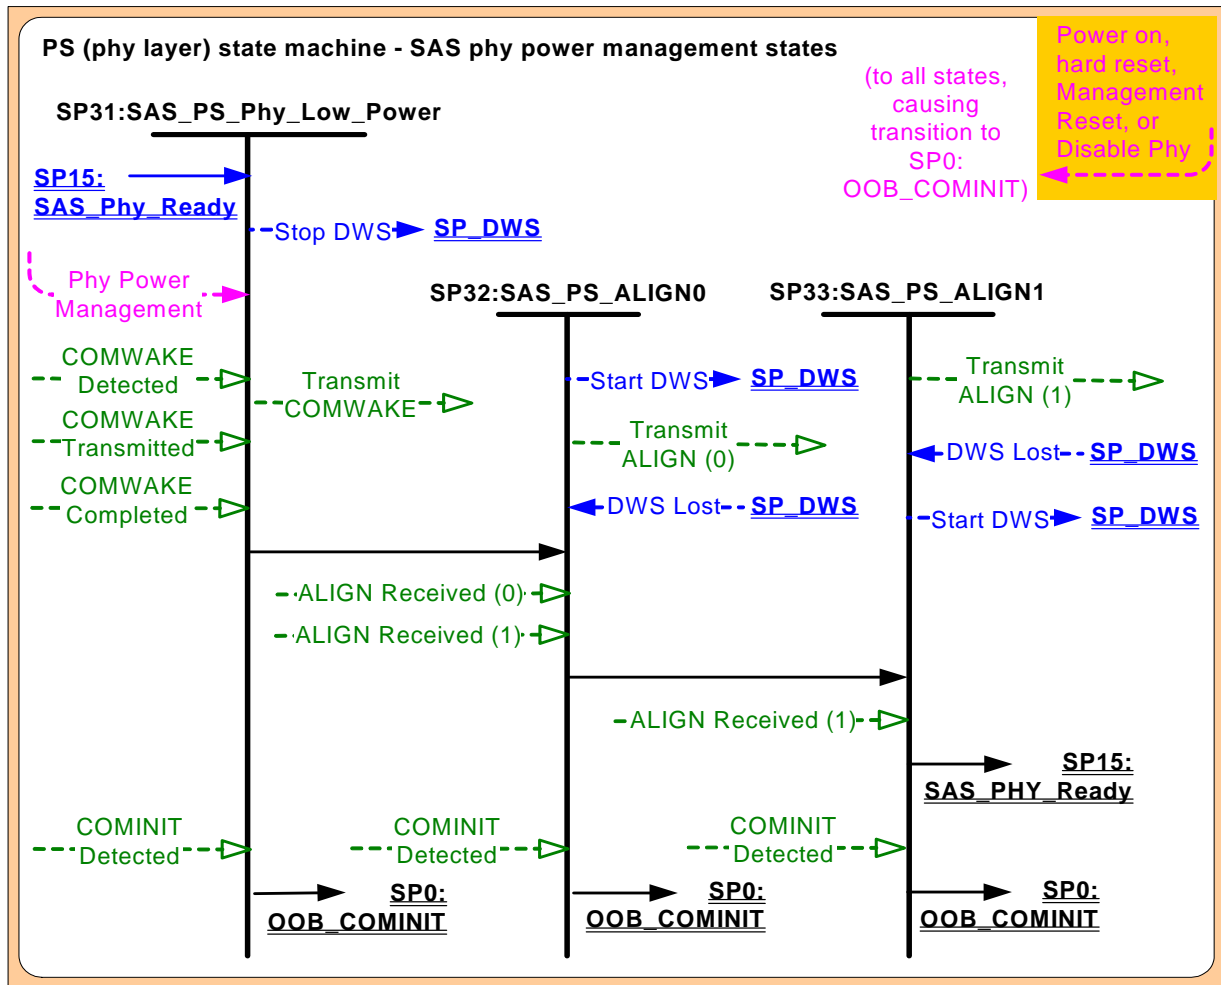 PS (phy layer) state machine - SAS phy power management states
Power on,
hard reset,
Management
Reset, or
Disable Phy
(to all states,
causing
transition to
SP0:
OOB_COMINIT)
SP31:SAS_PS_Phy_Low_Power
SP15:
SAS_Phy_Ready
Stop DWS
SP_DWS
Phy Power
Management
SP32:SAS_PS_ALIGN0
SP33:SAS_PS_ALIGN1
COMWAKE
Detected
Transmit
COMWAKE
Start DWS
SP_DWS
Transmit
ALIGN (1)
COMWAKE
Transmitted
Transmit
ALIGN (0)
DWS Lost
SP_DWS
COMWAKE
Completed
DWS Lost
SP_DWS
Start DWS
SP_DWS
ALIGN Received (0)
ALIGN Received (1)
ALIGN Received (1)
SP15:
SAS_PHY_Ready
COMINIT
Detected
COMINIT
Detected
COMINIT
Detected
SP0:
OOB_COMINIT
SP0:
OOB_COMINIT
SP0:
OOB_COMINIT